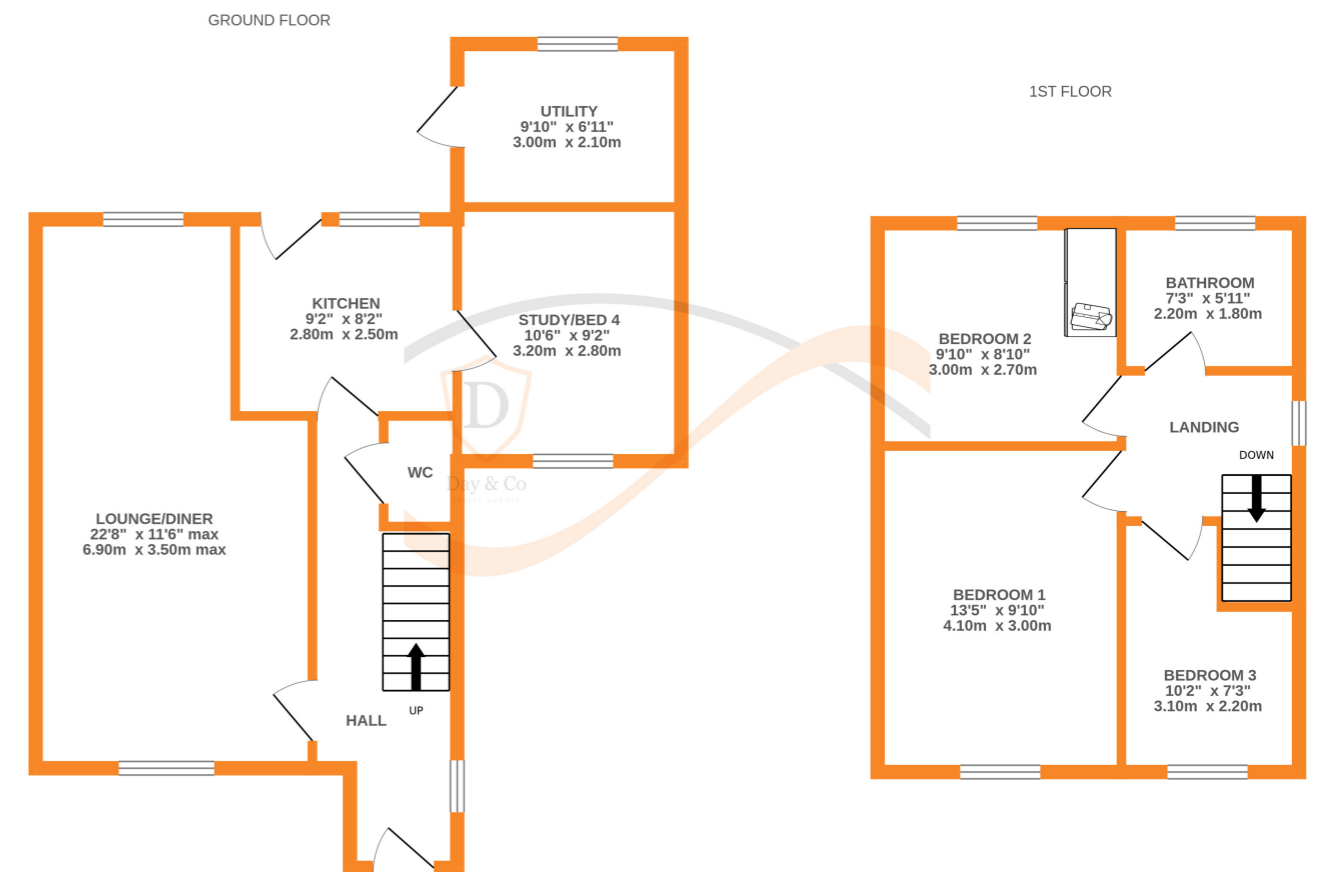 GROUND FLOOR
UTILITY
9'10" x 6'11"
3.00m x 2.10m
KITCHEN
9'2" x 8'2"
2.80m x 2.50m
STUDY/BED 4
10'6" x 9'2"
3.20m x 2.80m
D
Day & Co
WC
LOUNGE/DINER
22'8" x 11'6" max
6.90m x 3.50m max
HALL
UP
1ST FLOOR
BATHROOM
7'3" x 5'11"
2.20m x 1.80m
BEDROOM 2
9'10" x 8'10"
3.00m x 2.70m
LANDING
DOWN
BEDROOM 1
13'5" x 9'10"
4.10m x 3.00m
BEDROOM 3
10'2" x 7'3"
3.10m x 2.20m